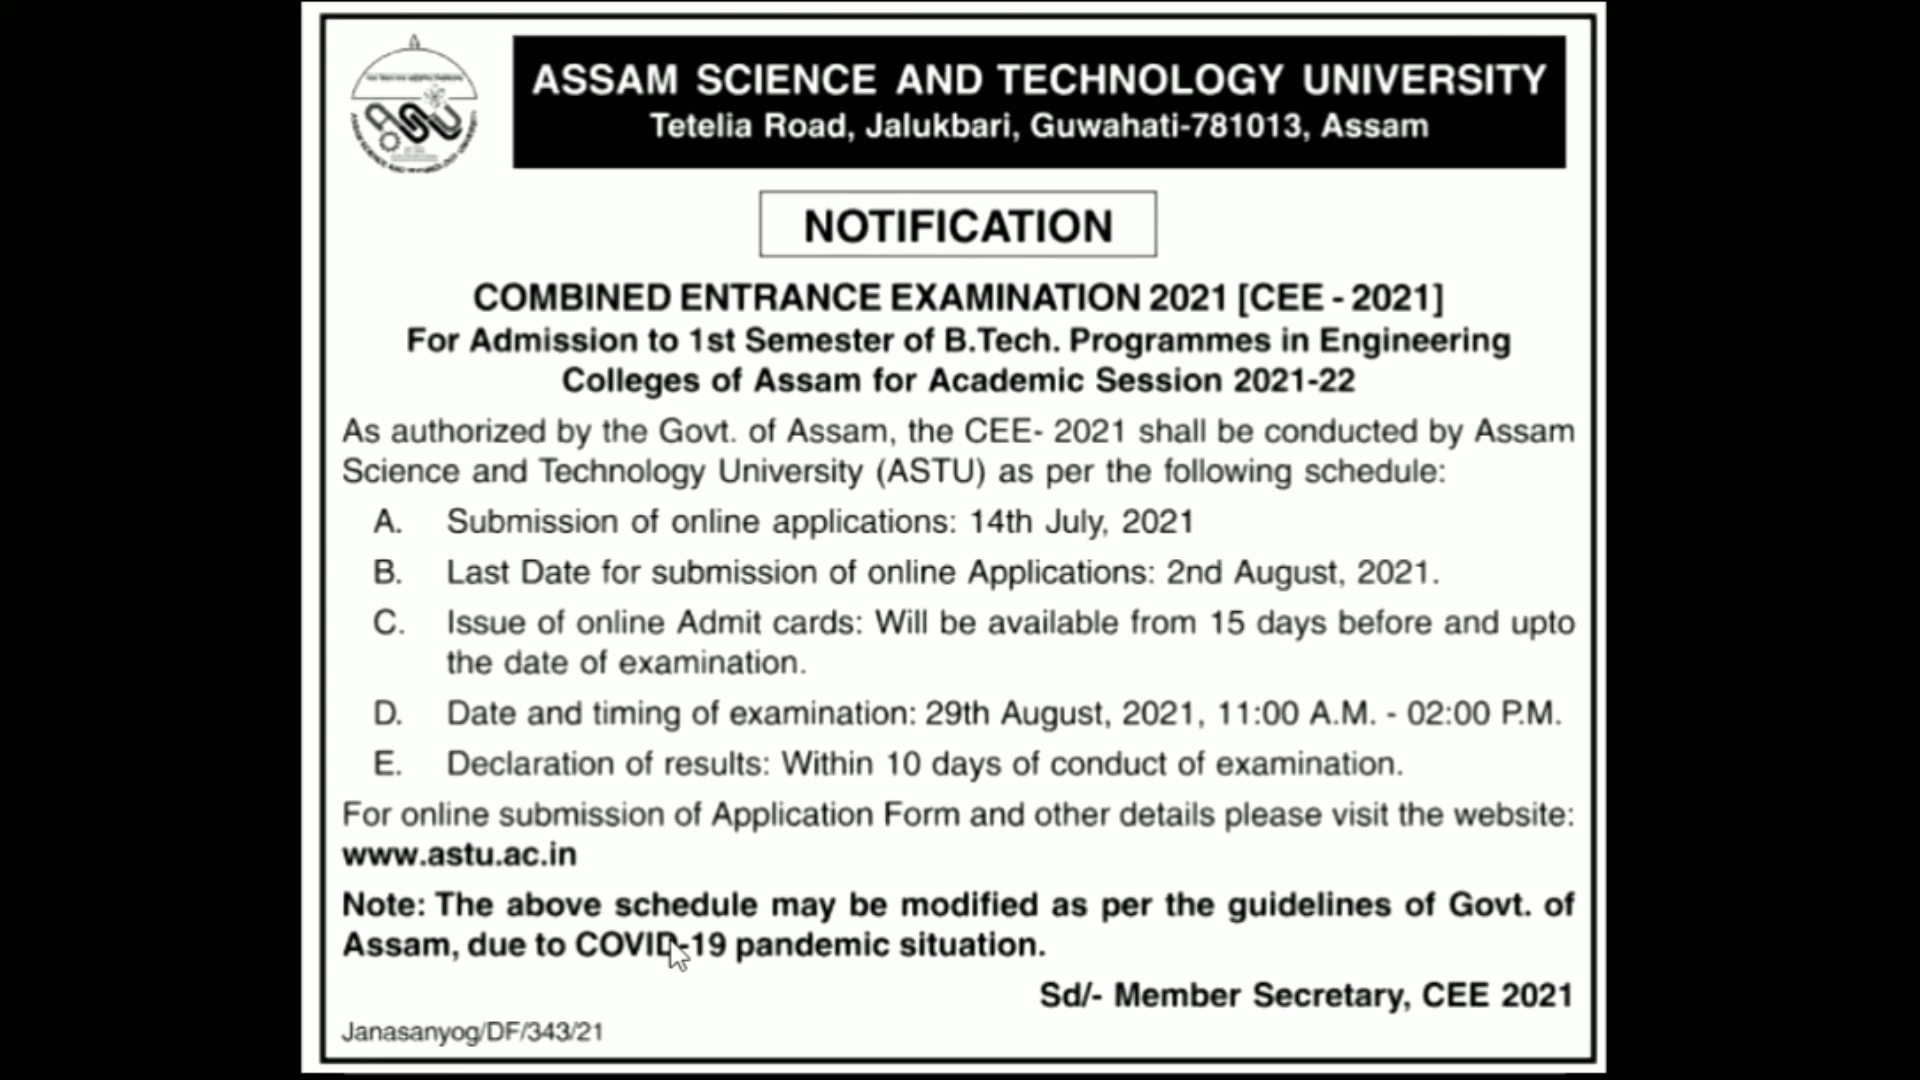 ASSAM SCIENCE AND TECHNOLOGY UNIVERSITY
Tetelia Road, Jalukbari, Guwahati-781013, Assam
NOTIFICATION
COMBINED ENTRANCE EXAMINATION 2021 [CEE - 2021]
For Admission to 1st Semester of B.Tech. Programmes in Engineering
Colleges of Assam for Academic Session 2021-22
As authorized by the Govt. of Assam, the CEE- 2021 shall be conducted by Assam
Science and Technology University (ASTU) as per the following schedule:
A. Submission of online applications: 14th July, 2021
B. Last Date for submission of online Applications: 2nd August, 2021.
C. Issue of online Admit cards: Will be available from 15 days before and upto
the date of examination.
D. Date and timing of examination: 29th August, 2021, 11:00 A.M. - 02:00 P.M.
E. Declaration of results: Within 10 days of conduct of examination.
For online submission of Application Form and other details please visit the website:
www.astu.ac.in
Note: The above schedule may be modified as per the guidelines of Govt. of
Assam, due to COVID-19 pandemic situation.
Sd/- Member Secretary, CEE 2021
Janasanyog/DF/343/21